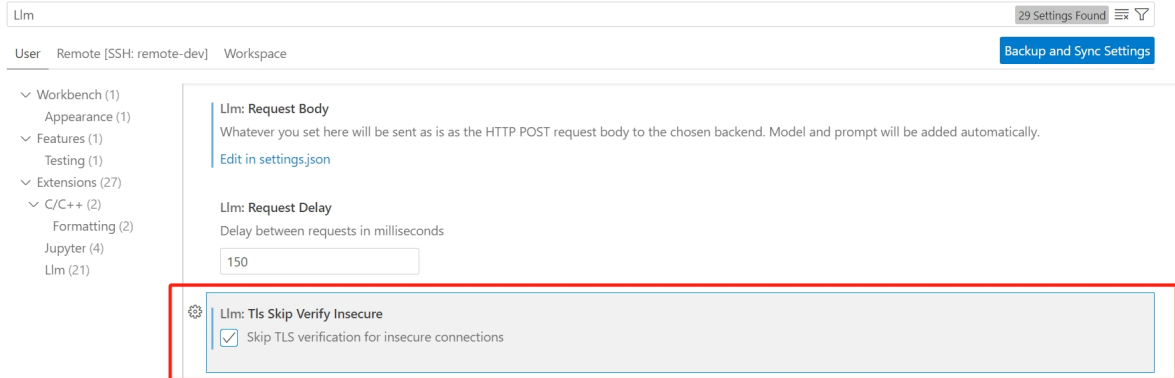 Llm
29 Settings Found
User Remote [SSH: remote-dev] Workspace
Backup and Sync Settings
Workbench (1)
Appearance (1)
Features (1)
Testing (1)
Extensions (27)
C/C++ (2)
Formatting (2)
Jupyter (4)
Llm (21)
Llm: Request Body
Whatever you set here will be sent as is as the HTTP POST request body to the chosen backend. Model and prompt will be added automatically.
Edit in settings.json
Llm: Request Delay
Delay between requests in milliseconds
150
Llm: Tls Skip Verify Insecure
Skip TLS verification for insecure connections